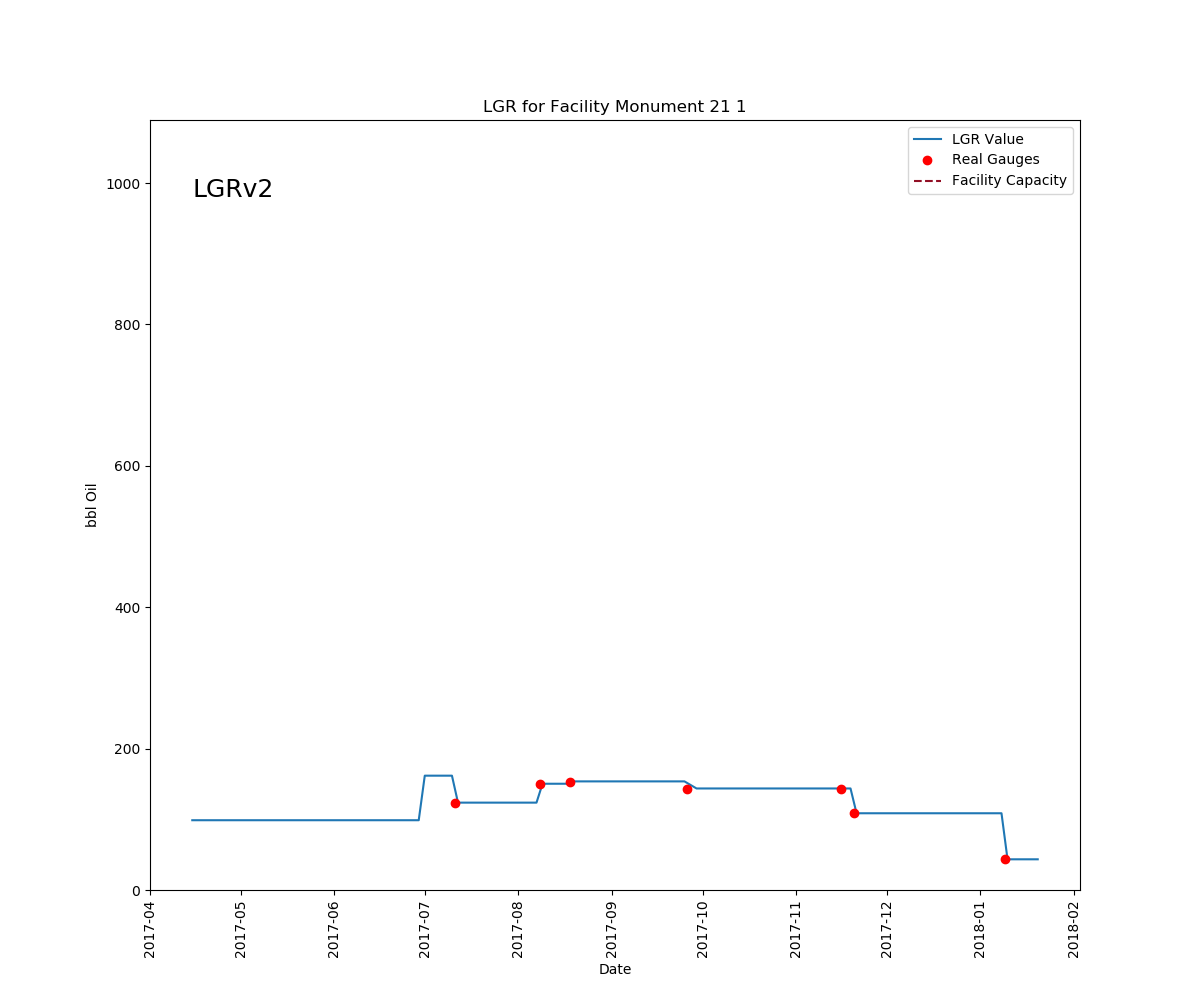 LGR for Facility Monument 21 1
LGR Value
Real Gauges
Facility Capacity
LGRv2
1000
800
600
400
200
0
bbl Oil
2017-04
2017-05
2017-06
2017-07
2017-08
2017-09
2017-10
2017-11
2017-12
2018-01
2018-02
Date